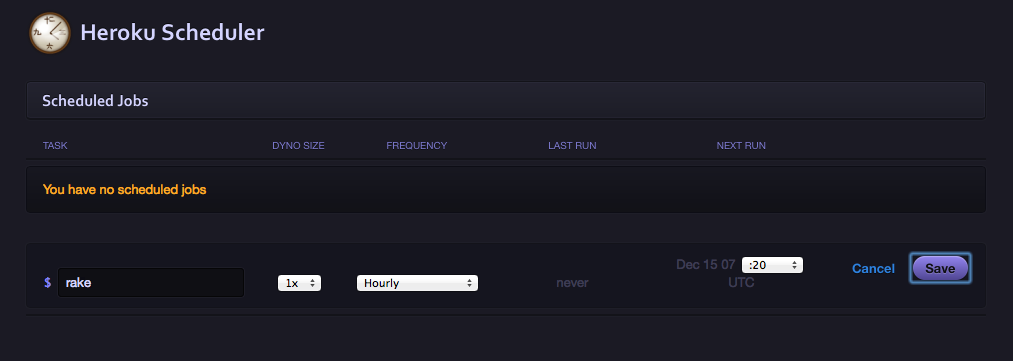 Heroku Scheduler
Scheduled Jobs
TASK DYNO SIZE FREQUENCY LAST RUN NEXT RUN
You have no scheduled jobs
$ rake 1x Hourly never Dec 15 07 :20 UTC Cancel Save